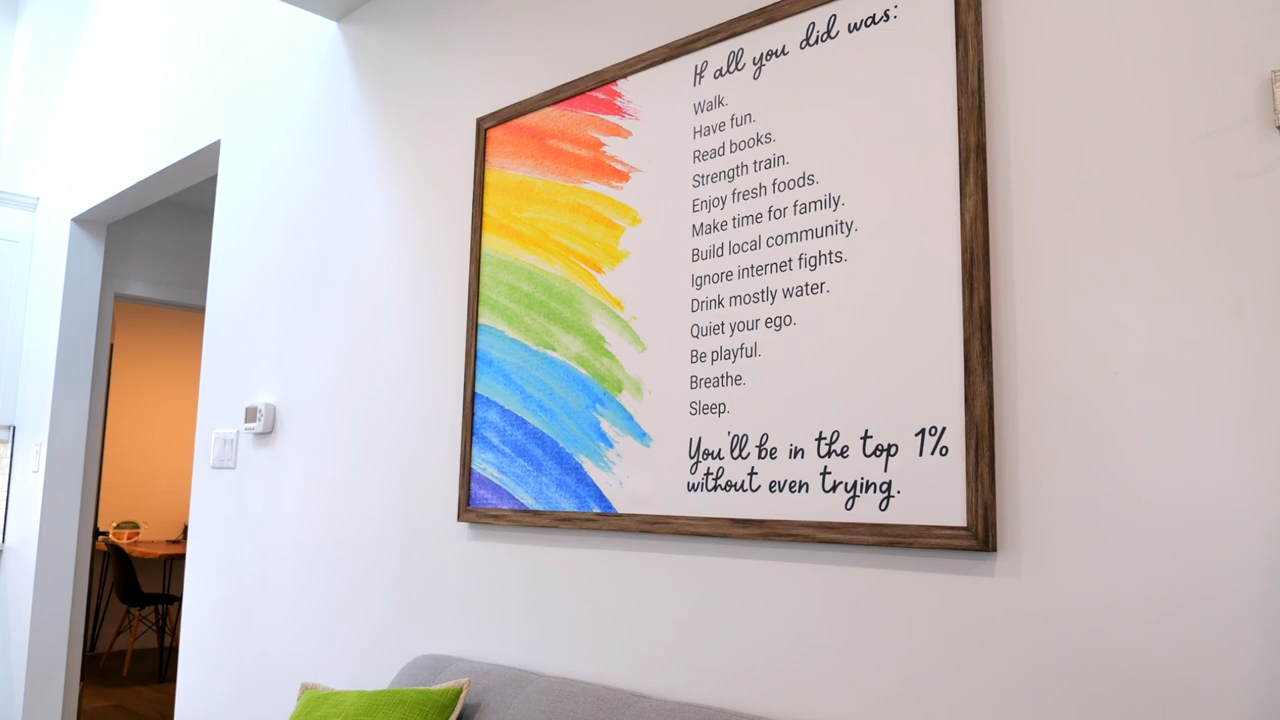 If all you did was:
Walk.
Have fun.
Read books.
Strength train.
Enjoy fresh foods.
Make time for family.
Build local community.
Ignore internet fights.
Drink mostly water.
Quiet your ego.
Be playful.
Breathe.
Sleep.
You'll be in the top 1%
without even trying.